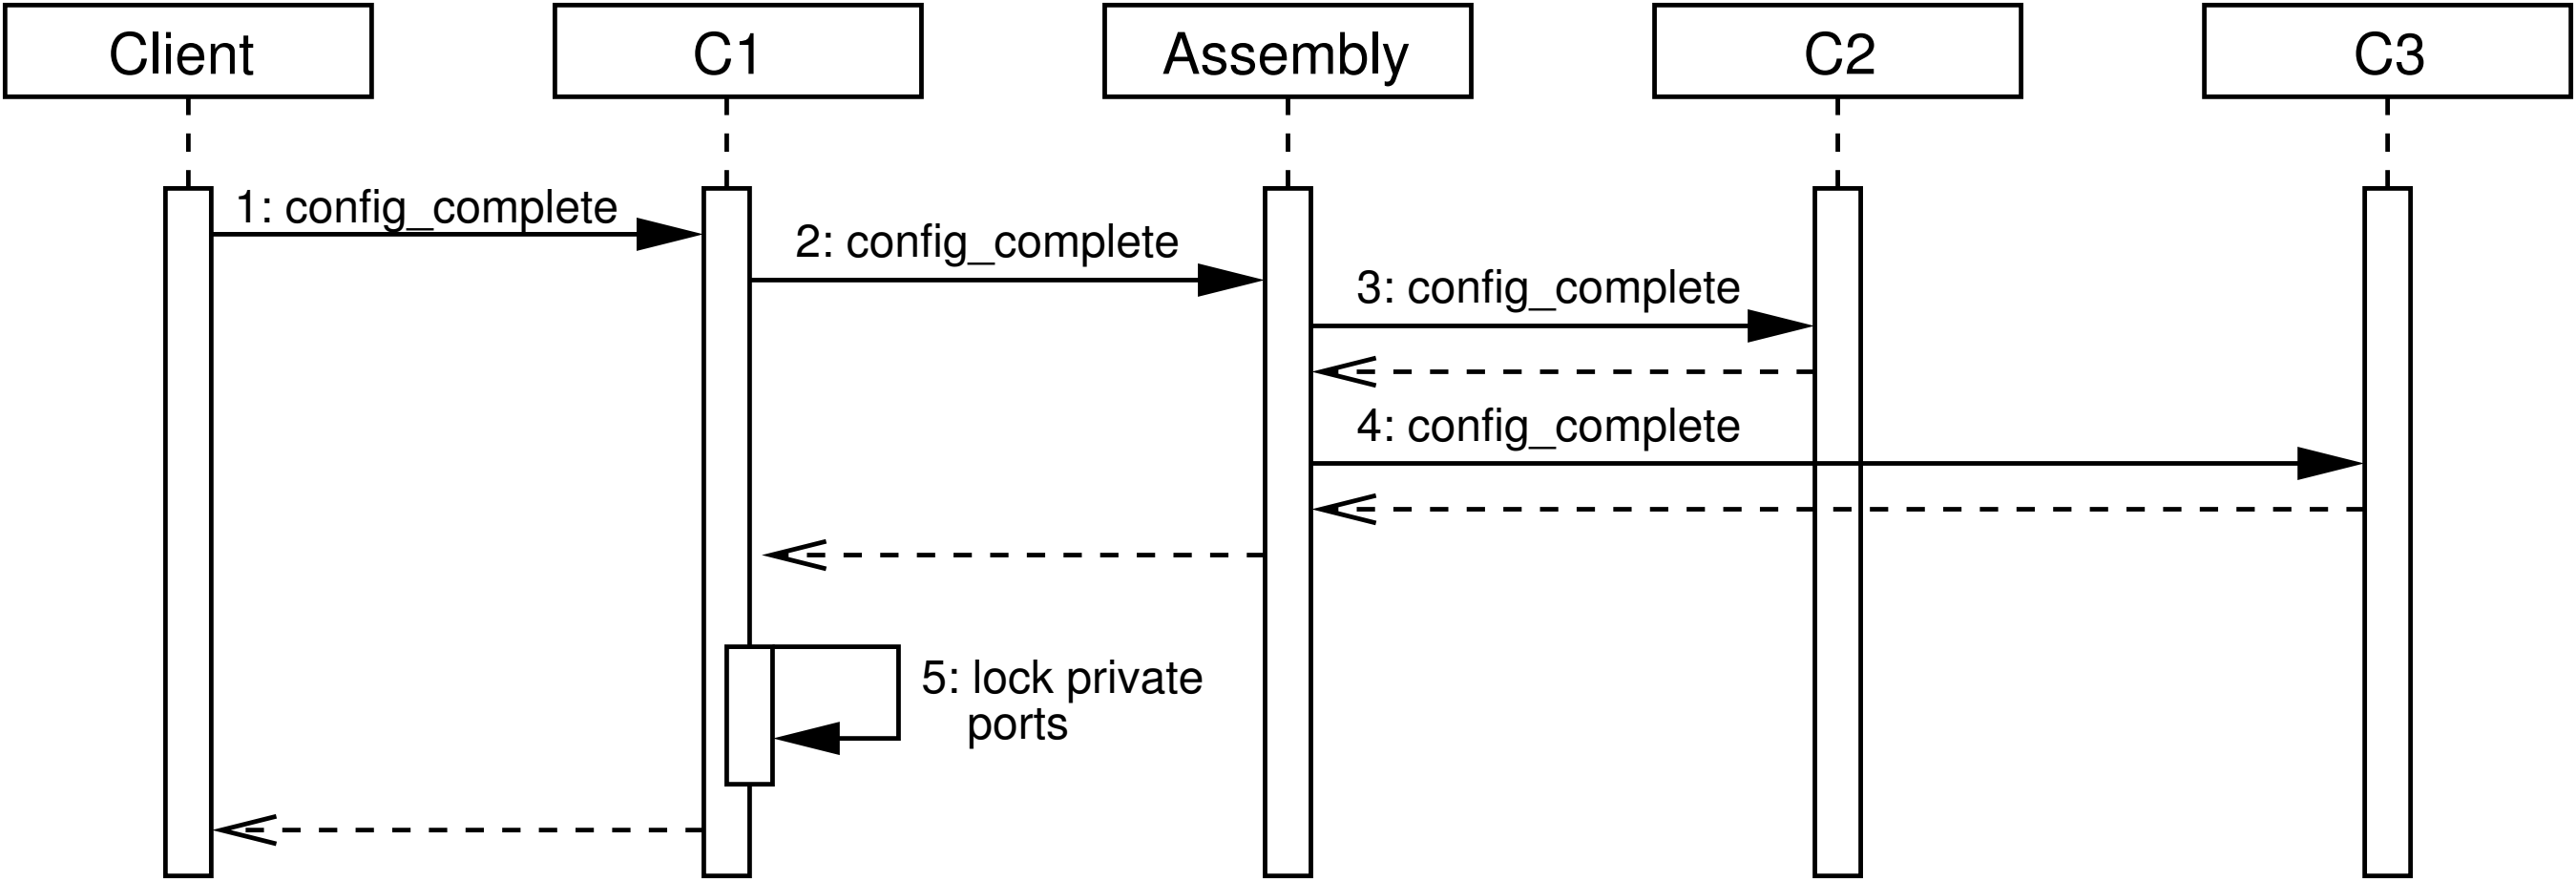 Client
C1
Assembly
C2
C3
1: config_complete
2: config_complete
3: config_complete
4: config_complete
5: lock private
ports